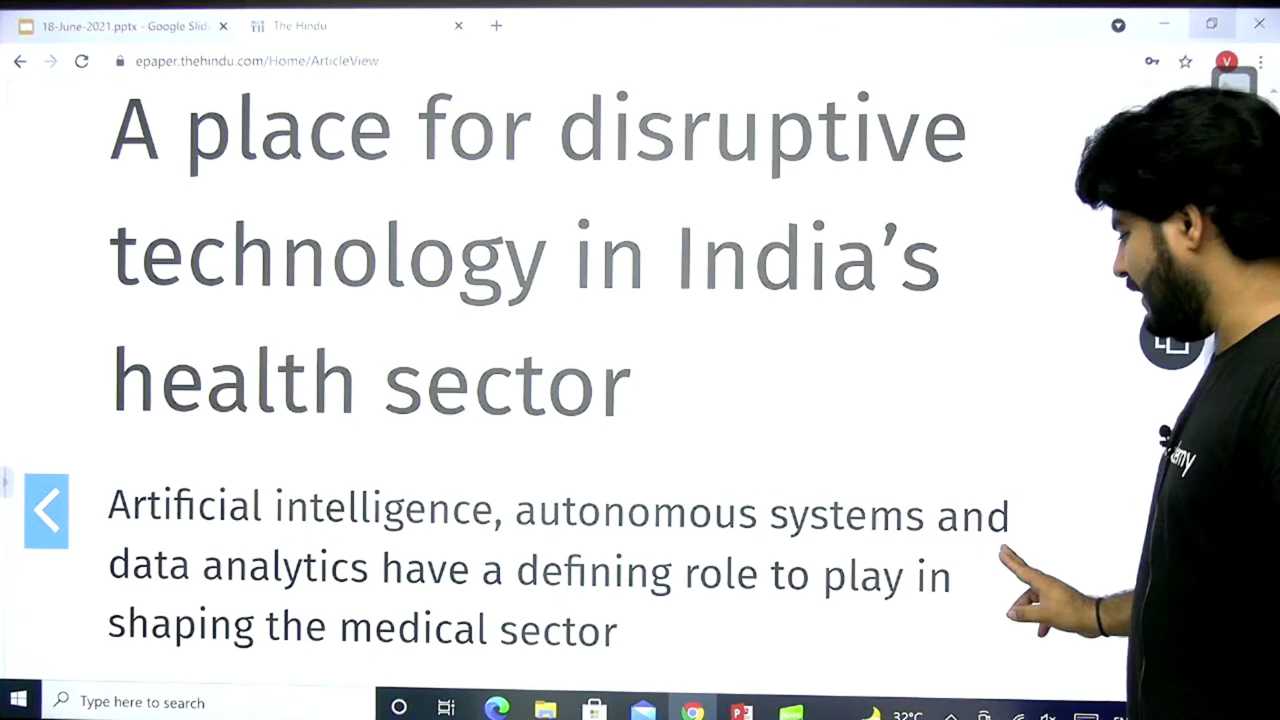 18-June-2021.pptx - Google Slid
The Hindu
epaper.thehindu.com/Home/ArticleView
V
A place for disruptive
technology in India's
health sector
Artificial intelligence, autonomous systems and
data analytics have a defining role to play in
shaping the medical sector
demy
Type here to search
32°C